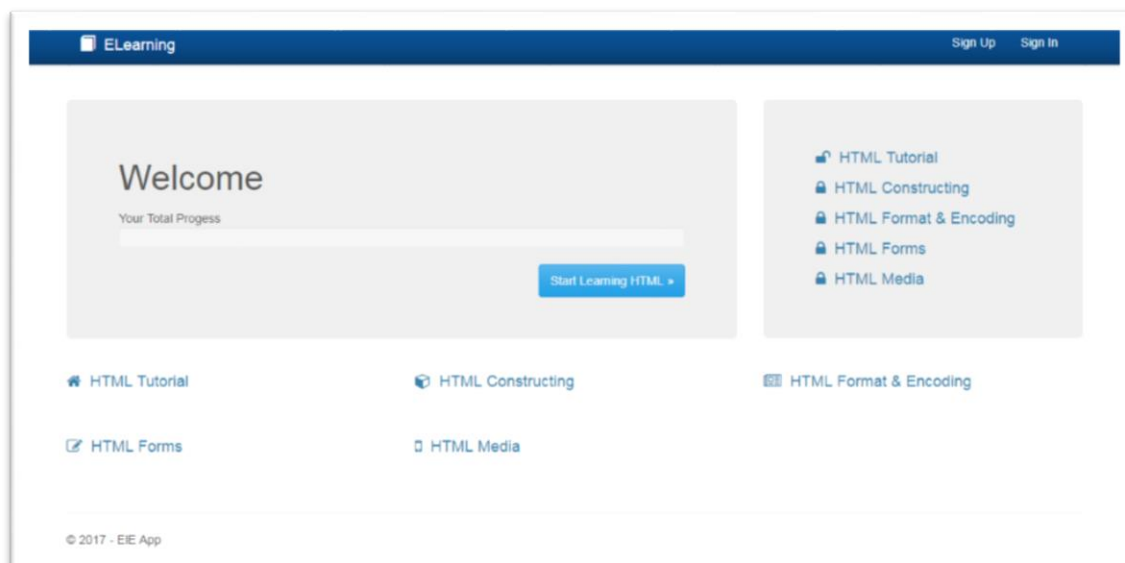 ELearning
Sign Up Sign In
Welcome
Your Total Progess
Start Learning HTML »
HTML Tutorial
HTML Constructing
HTML Format & Encoding
HTML Forms
HTML Media
HTML Tutorial HTML Constructing HTML Format & Encoding
HTML Forms HTML Media
© 2017 - EIE App